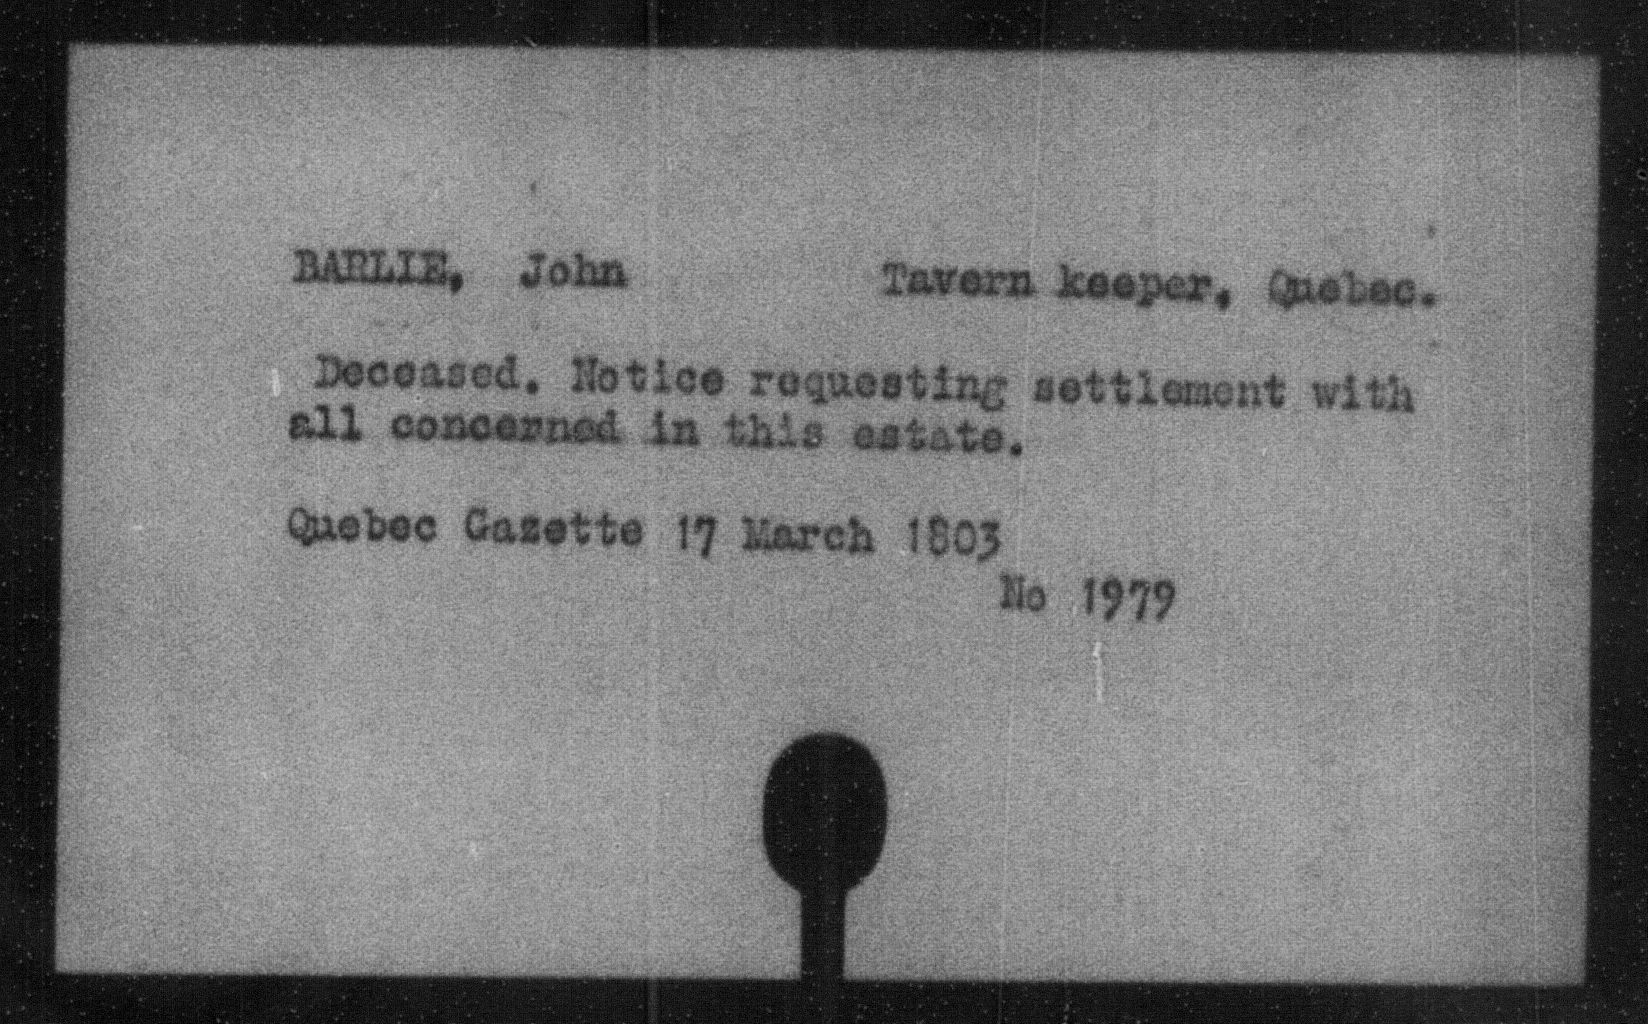 BARLIE, John Tavern keeper, Quebec.
Deceased. Notice requesting settlement with
all concerned in this estate.
Quebec Gazette 17 March 1803
No 1979